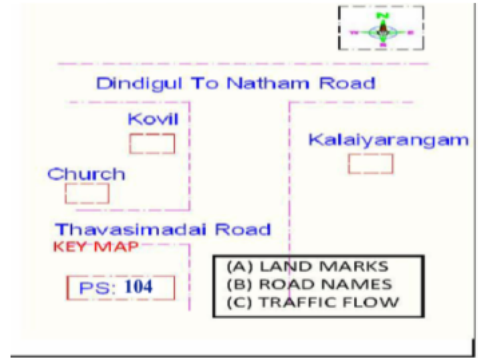 N
Dindigul To Natham Road
Kovil
Kalaiyarangam
Church
Thavasimadai Road
KEY MAP
PS: 104
(A) LAND MARKS
(B) ROAD NAMES
(C) TRAFFIC FLOW